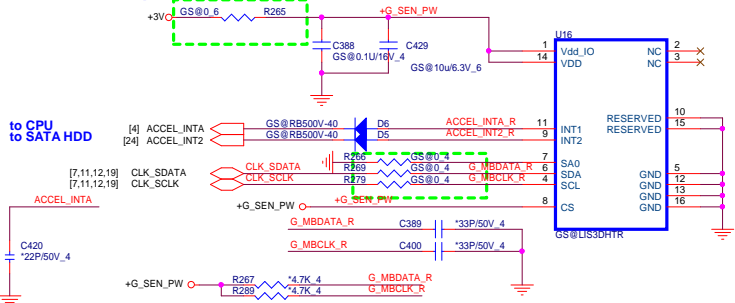 +3V GS@0_6 R265 +G_SEN_PW
C388
GS@0.1U/16V_4
C429
GS@10u/6.3V_6
U16
1 Vdd_IO NC 2
14 VDD NC 3
to CPU
to SATA HDD
[4] ACCEL_INTA GS@RB500V-40 D6 ACCEL_INTA_R 11 INT1
[24] ACCEL_INT2 GS@RB500V-40 D5 ACCEL_INT2_R 9 INT2
RESERVED 10
RESERVED 15
R266 GS@0_4 7 SA0
[7,11,12,19] CLK_SDATA CLK_SDATA R269 GS@0_4 G_MBDATA_R 6 SDA
[7,11,12,19] CLK_SCLK CLK_SCLK R279 GS@0_4 G_MBCLK_R 4 SCL
GND 5
GND 12
GND 13
GND 16
+G_SEN_PW +G_SEN_PW 8 CS
GS@LIS3DHTR
ACCEL_INTA
C420
*22P/50V_4
G_MBDATA_R C389 *33P/50V_4
G_MBCLK_R C400 *33P/50V_4
+G_SEN_PW R267 *4.7K_4 G_MBDATA_R
R289 *4.7K_4 G_MBCLK_R